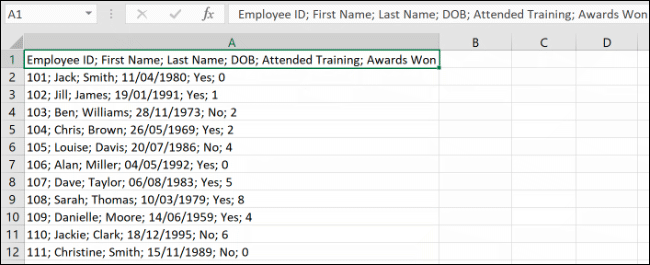 A1 fx Employee ID; First Name; Last Name; DOB; Attended Training; Awards Won
A B C D
1 Employee ID; First Name; Last Name; DOB; Attended Training; Awards Won
2 101; Jack; Smith; 11/04/1980; Yes; 0
3 102; Jill; James; 19/01/1991; Yes; 1
4 103; Ben; Williams; 28/11/1973; No; 2
5 104; Chris; Brown; 26/05/1969; Yes; 2
6 105; Louise; Davis; 20/07/1986; No; 4
7 106; Alan; Miller; 04/05/1992; Yes; 0
8 107; Dave; Taylor; 06/08/1983; Yes; 5
9 108; Sarah; Thomas; 10/03/1979; Yes; 8
10 109; Danielle; Moore; 14/06/1959; Yes; 4
11 110; Jackie; Clark; 18/12/1995; No; 6
12 111; Christine; Smith; 15/11/1989; No; 0